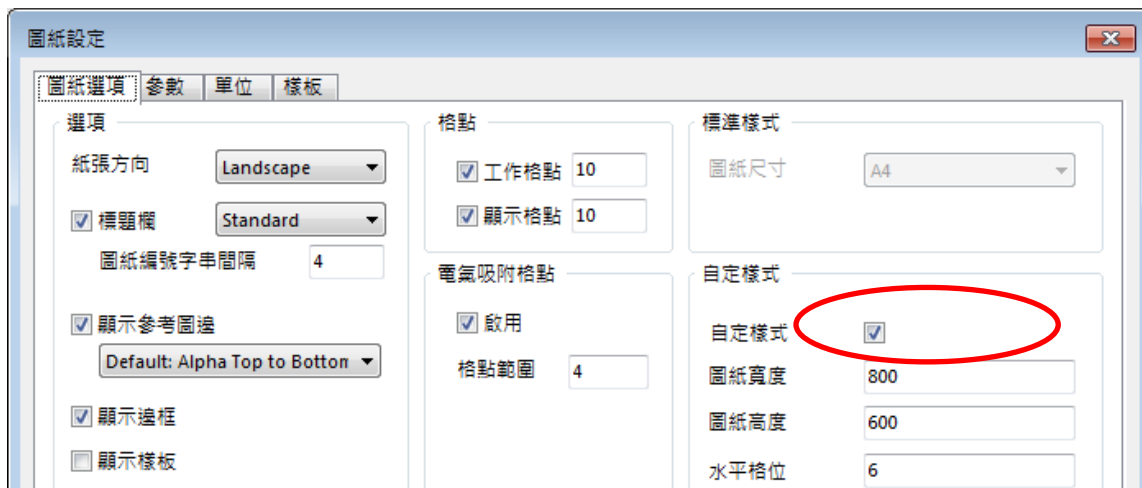 圖紙設定
圖紙選項 參數 單位 樣板
選項
紙張方向 Landscape
標題欄 Standard
圖紙編號字串間隔 4
顯示參考圖邊
Default: Alpha Top to Bottom
顯示邊框
顯示樣板
格點
工作格點 10
顯示格點 10
電氣吸附格點
啟用
格點範圍 4
標準樣式
圖紙尺寸 A4
自定樣式
自定樣式
圖紙寬度 800
圖紙高度 600
水平格位 6